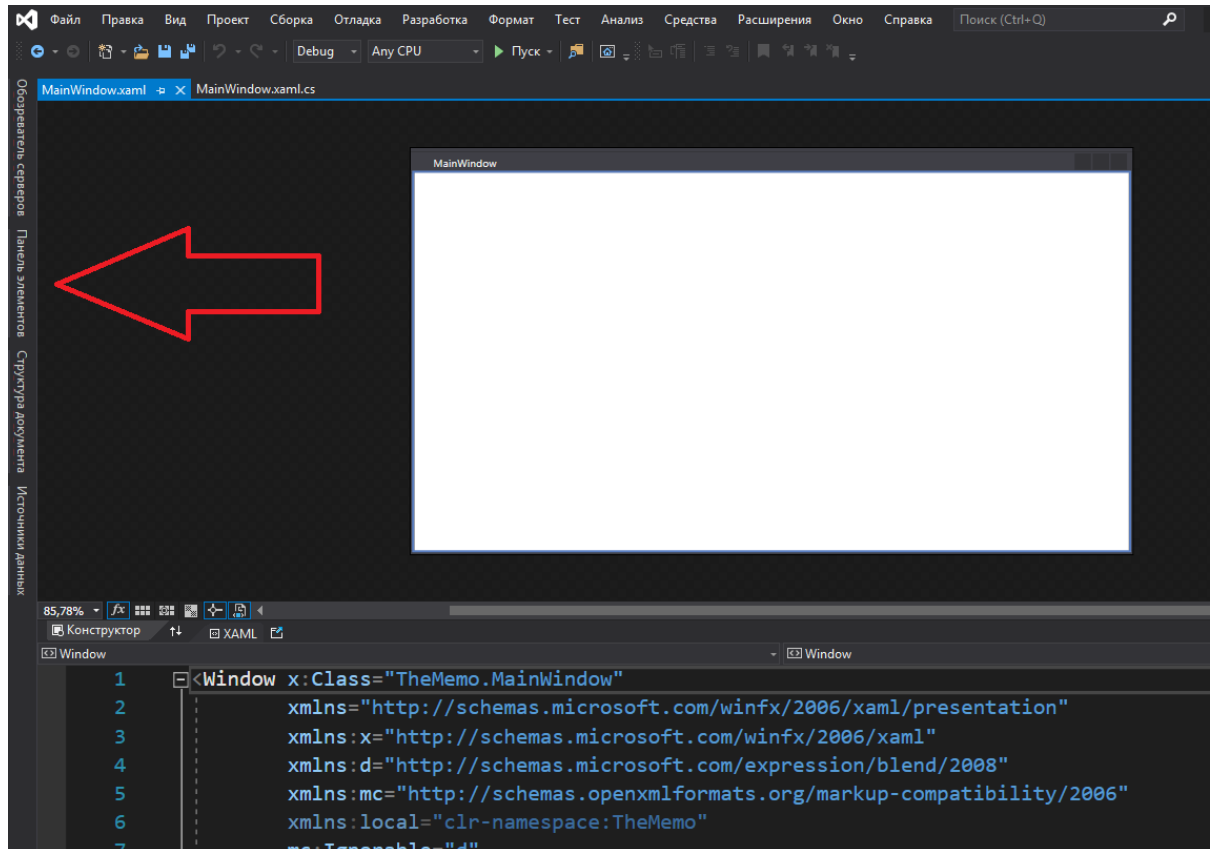 Файл Правка Вид Проект Сборка Отладка Разработка Формат Тест Анализ Средства Расширения Окно Справка Поиск (Ctrl+Q)
Debug Any CPU Пуск
MainWindow.xaml MainWindow.xaml.cs
Обозреватель серверов
Панель элементов
Структура документа
Источники данных
MainWindow
85,78% fx
Конструктор XAML
Window Window
1 <Window x:Class="TheMemo.MainWindow"
2 xmlns="http://schemas.microsoft.com/winfx/2006/xaml/presentation"
3 xmlns:x="http://schemas.microsoft.com/winfx/2006/xaml"
4 xmlns:d="http://schemas.microsoft.com/expression/blend/2008"
5 xmlns:mc="http://schemas.openxmlformats.org/markup-compatibility/2006"
6 xmlns:local="clr-namespace:TheMemo"
7 mc:Ignorable="d"